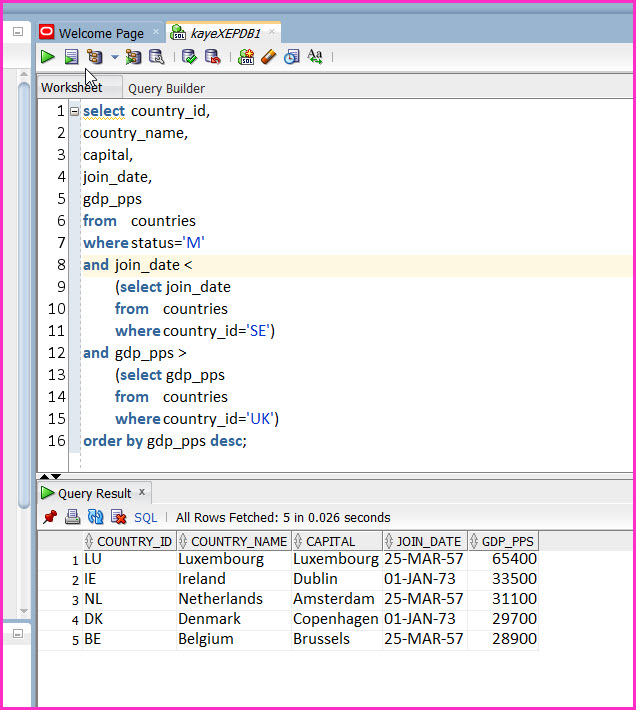 Welcome Page × kayeXEPDB1 ×
SQL Aa
Worksheet Query Builder
1 select country_id,
2 country_name,
3 capital,
4 join_date,
5 gdp_pps
6 from countries
7 where status='M'
8 and join_date <
9 (select join_date
10 from countries
11 where country_id='SE')
12 and gdp_pps >
13 (select gdp_pps
14 from countries
15 where country_id='UK')
16 order by gdp_pps desc;
Query Result ×
SQL | All Rows Fetched: 5 in 0.026 seconds
COUNTRY_ID COUNTRY_NAME CAPITAL JOIN_DATE GDP_PPS
1 LU Luxembourg Luxembourg 25-MAR-57 65400
2 IE Ireland Dublin 01-JAN-73 33500
3 NL Netherlands Amsterdam 25-MAR-57 31100
4 DK Denmark Copenhagen 01-JAN-73 29700
5 BE Belgium Brussels 25-MAR-57 28900